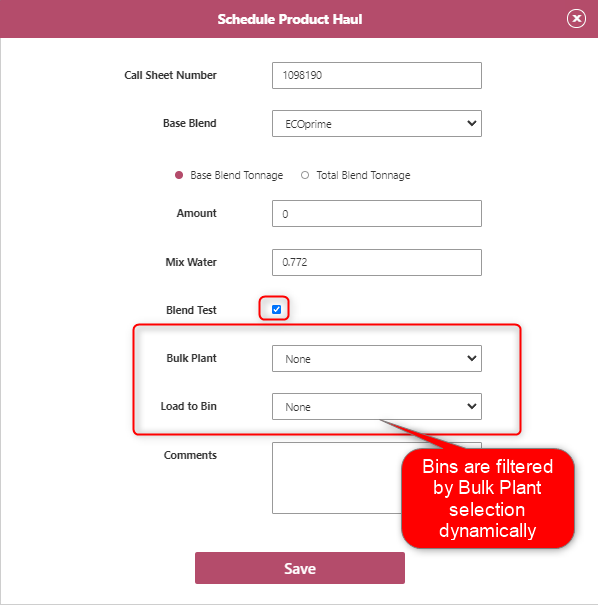 Schedule Product Haul
Call Sheet Number 1098190
Base Blend ECOprime
Base Blend Tonnage Total Blend Tonnage
Amount 0
Mix Water 0.772
Blend Test
Bulk Plant None
Load to Bin None
Comments
Bins are filtered
by Bulk Plant
selection
dynamically
Save